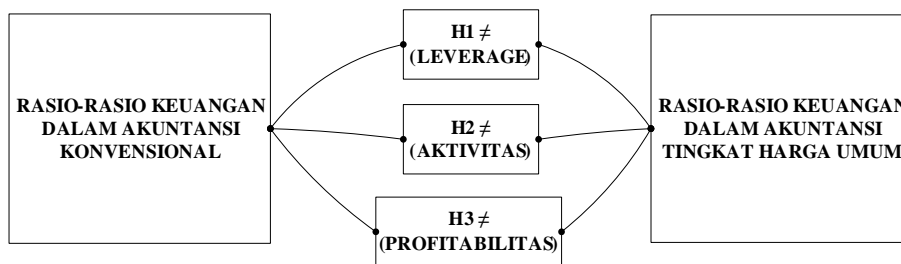 RASIO-RASIO KEUANGAN
DALAM AKUNTANSI
KONVENSIONAL
H1 ≠
(LEVERAGE)
H2 ≠
(AKTIVITAS)
H3 ≠
(PROFITABILITAS)
RASIO-RASIO KEUANGAN
DALAM AKUNTANSI
TINGKAT HARGA UMUM